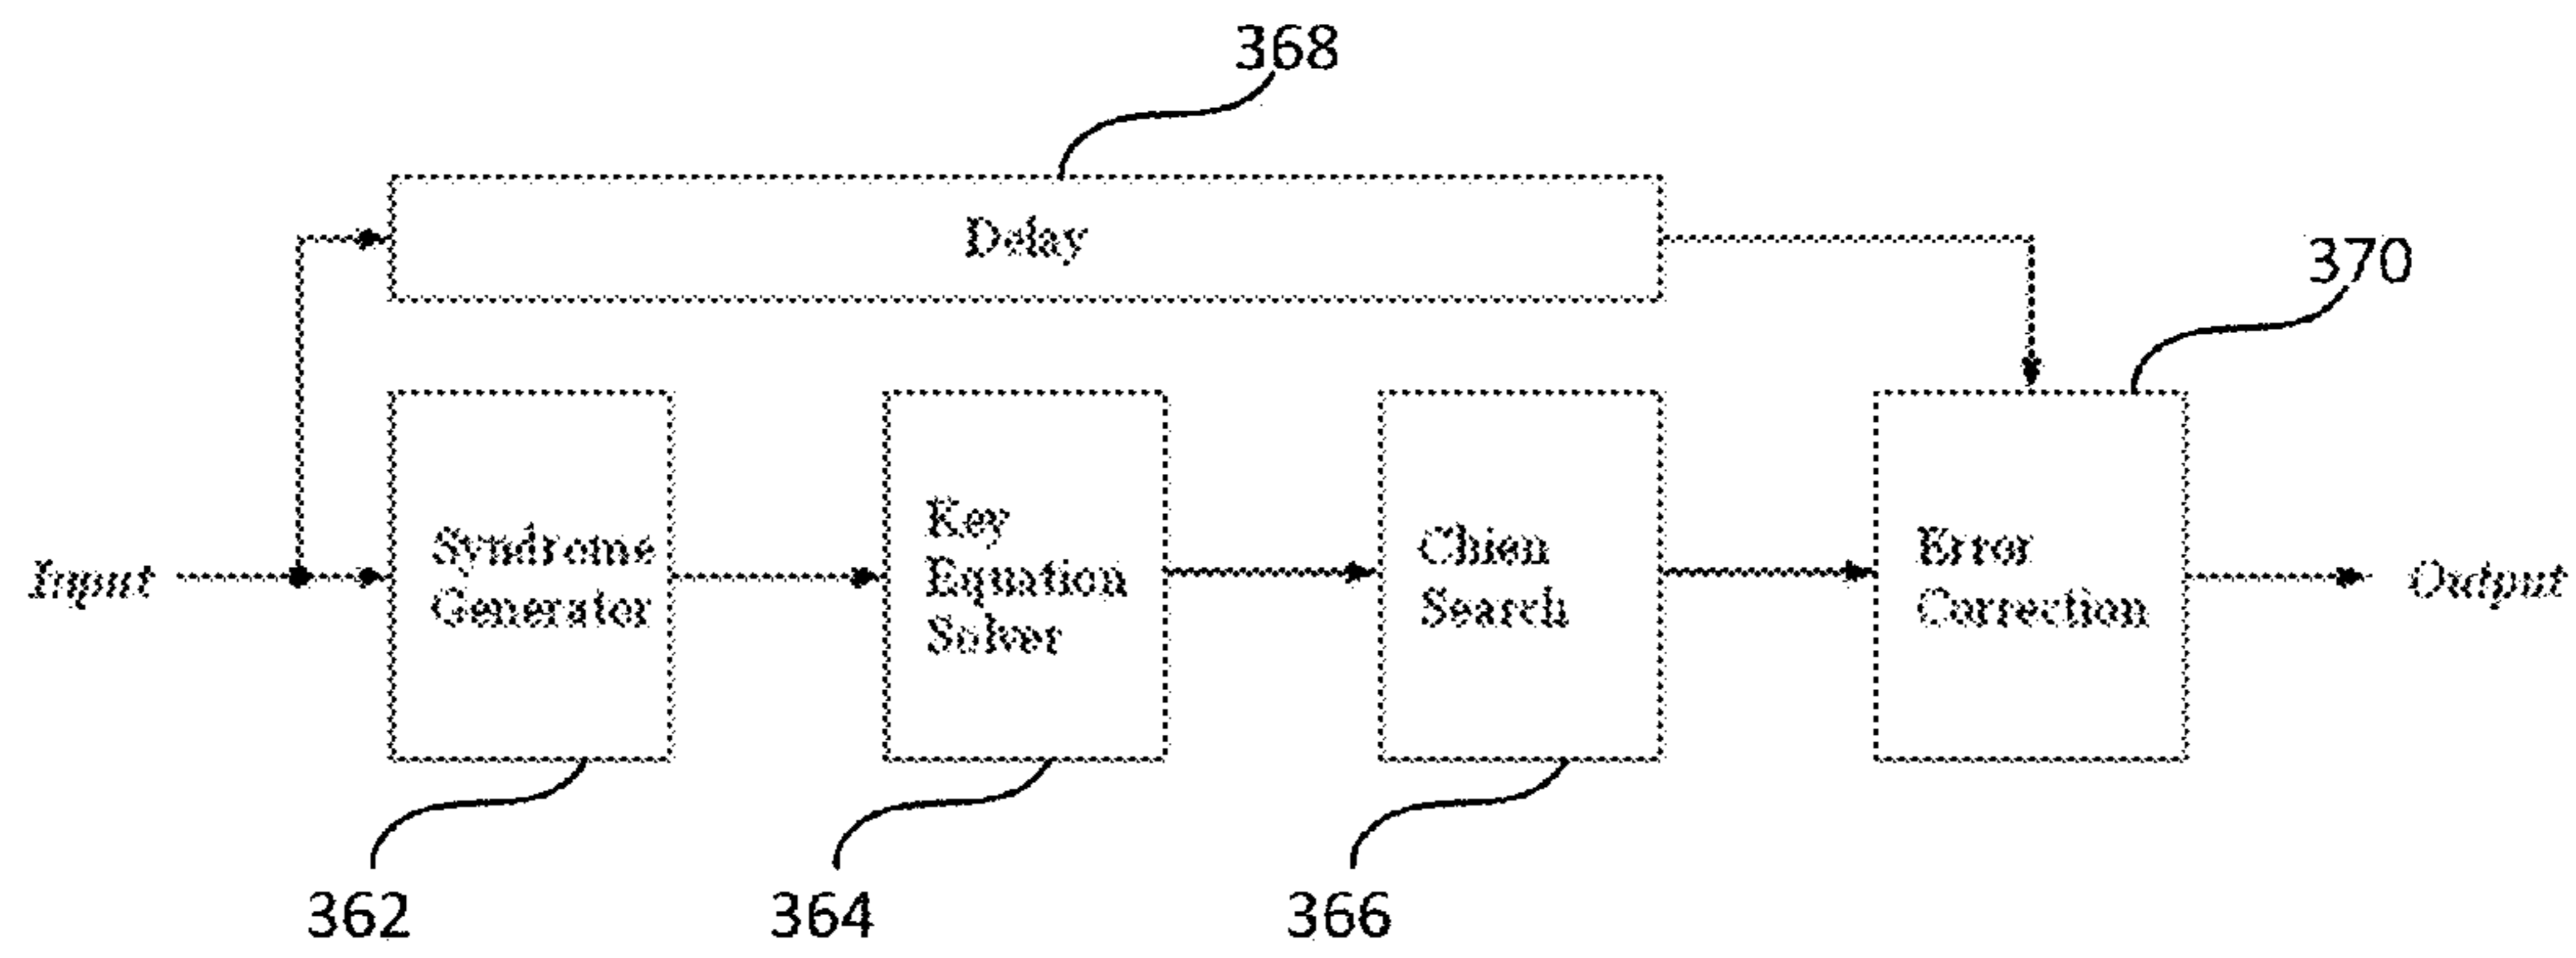 368
Delay
370
Input
Syndrome
Generator
Key
Equation
Solver
Chien
Search
Error
Correction
Output
362
364
366